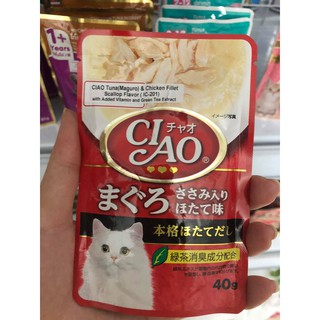 1+
YEARS
CIAO Tuna(Maguro) & Chicken Fillet
Scallop Flavor ( IC-201)
with Added Vitamin and Green Tea Extract
チャオ
CIAO®
まぐろ
ささみ入り
ほたて味
本格ほたてだし
緑茶消臭成分配合
40g